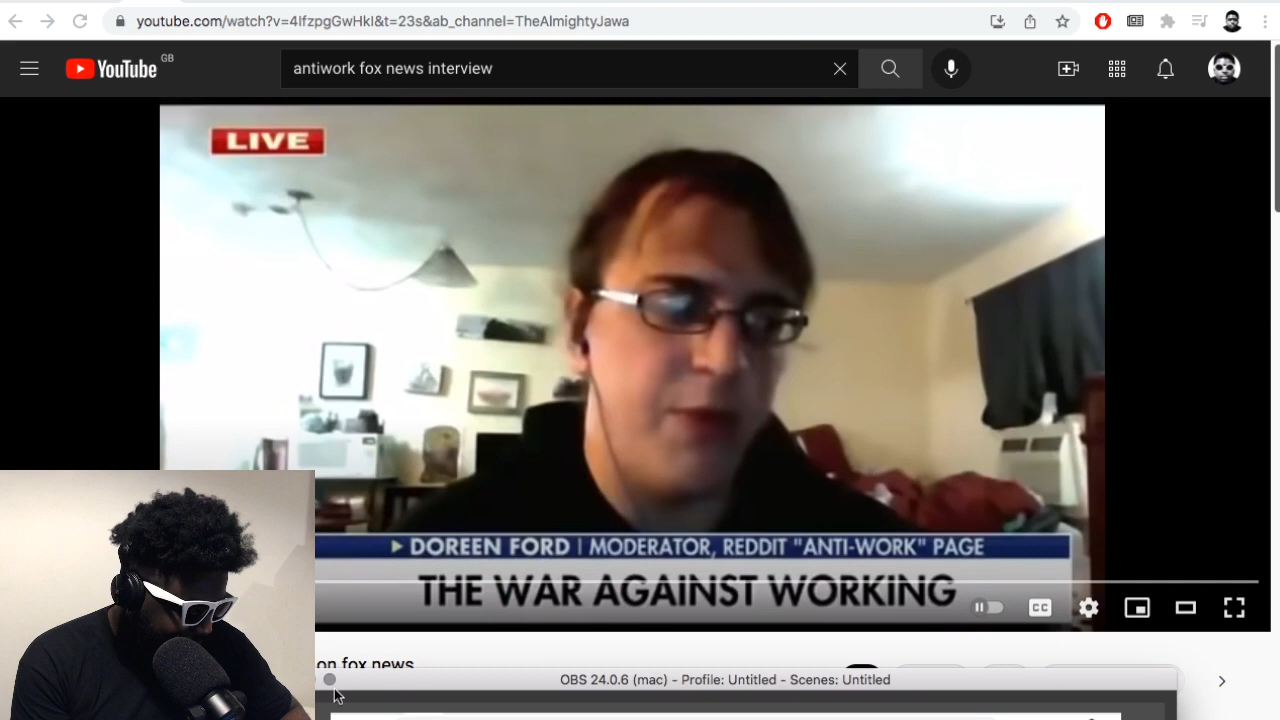 youtube.com/watch?v=4lfzpgGwHkI&t=23s&ab_channel=TheAlmightyJawa
YouTube GB
antiwork fox news interview
LIVE
DOREEN FORD | MODERATOR, REDDIT "ANTI-WORK" PAGE
THE WAR AGAINST WORKING
CC
on fox news
OBS 24.0.6 (mac) - Profile: Untitled - Scenes: Untitled